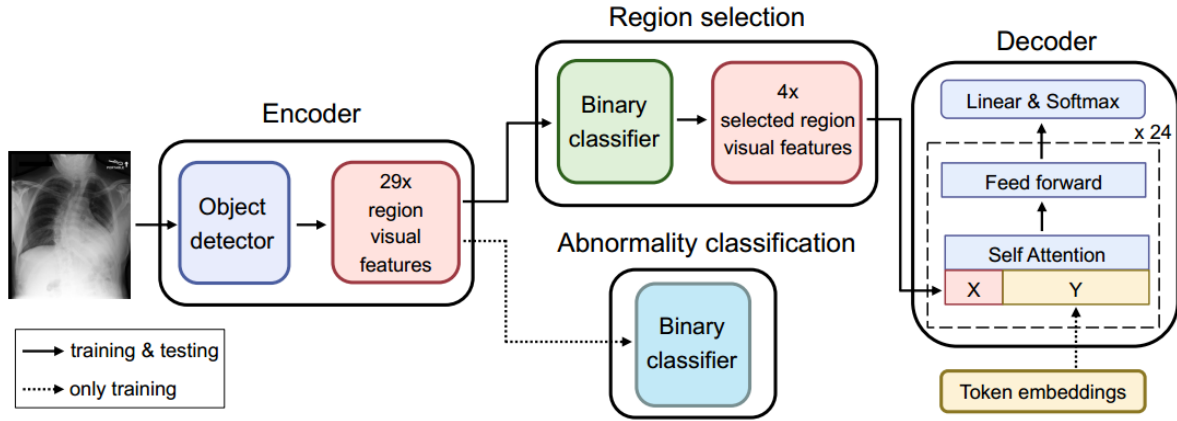 Region selection
Decoder
Encoder
Object
detector
29x
region
visual
features
Binary
classifier
4x
selected region
visual features
Abnormality classification
Binary
classifier
Linear & Softmax
x 24
Feed forward
Self Attention
X
Y
Token embeddings
training & testing
only training